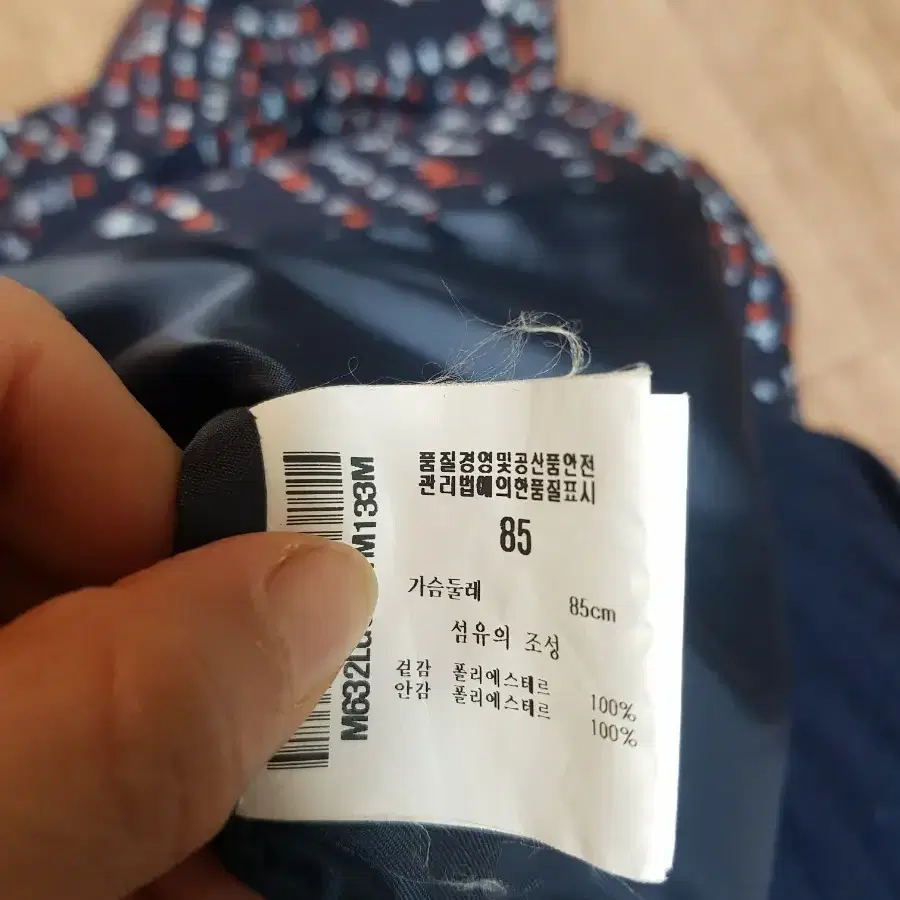 품질경영및공산품안전
관리법에의한품질표시
85
가슴둘레 85cm
섬유의 조성
겉감 폴리에스테르 100%
안감 폴리에스테르 100%